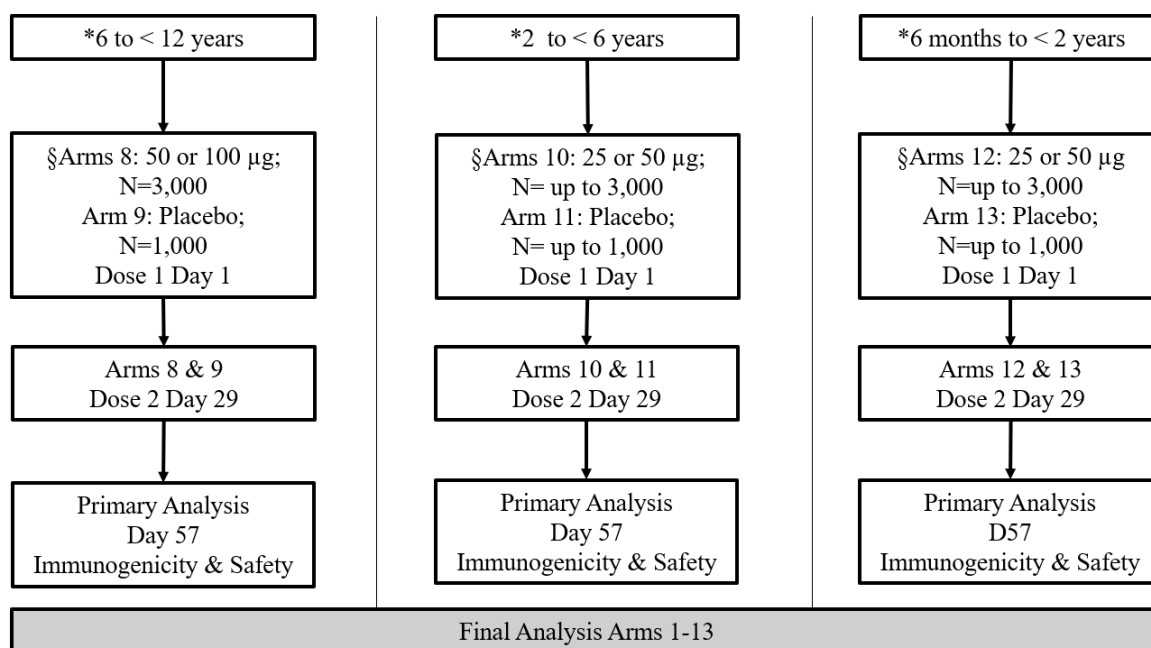 *6 to < 12 years
§Arms 8: 50 or 100 µg;
N=3,000
Arm 9: Placebo;
N=1,000
Dose 1 Day 1
Arms 8 & 9
Dose 2 Day 29
Primary Analysis
Day 57
Immunogenicity & Safety
*2 to < 6 years
§Arms 10: 25 or 50 µg;
N= up to 3,000
Arm 11: Placebo;
N= up to 1,000
Dose 1 Day 1
Arms 10 & 11
Dose 2 Day 29
Primary Analysis
Day 57
Immunogenicity & Safety
*6 months to < 2 years
§Arms 12: 25 or 50 µg
N=up to 3,000
Arm 13: Placebo;
N=up to 1,000
Dose 1 Day 1
Arms 12 & 13
Dose 2 Day 29
Primary Analysis
D57
Immunogenicity & Safety
Final Analysis Arms 1-13